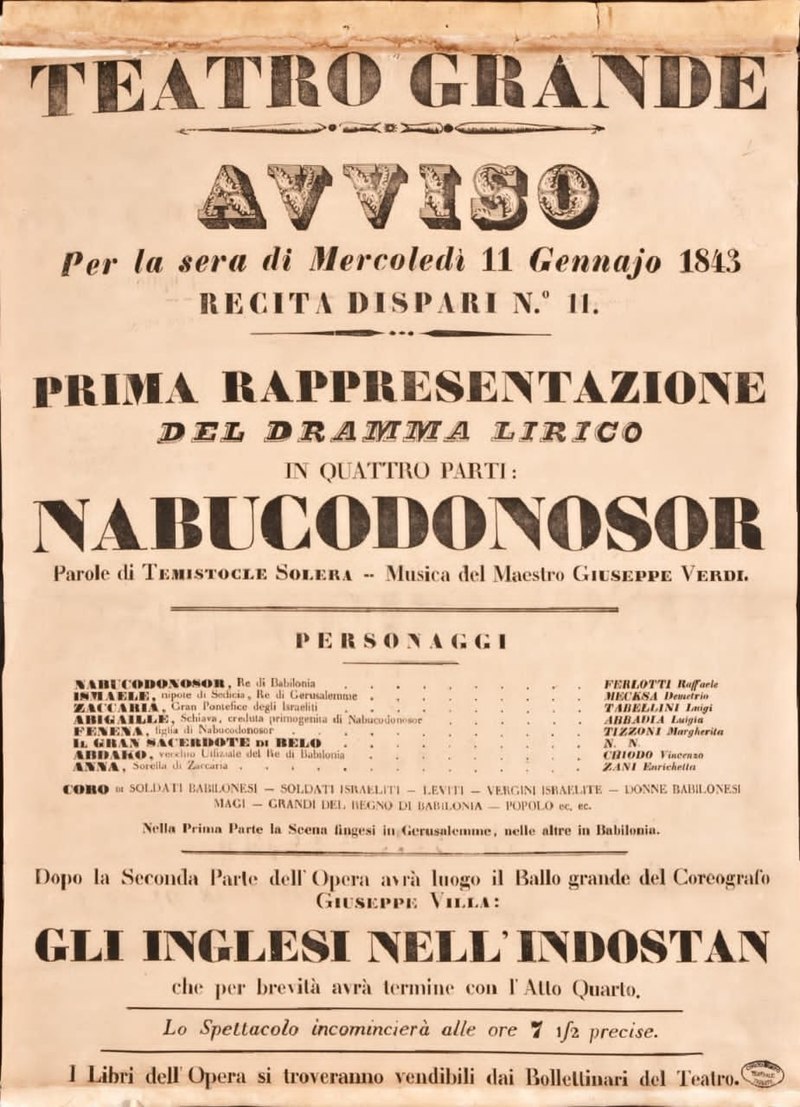 TEATRO GRANDE
AVVISO
Per la sera di Mercoledì 11 Gennajo 1843
RECITA DISPARI N.º 11.
PRIMA RAPPRESENTAZIONE
DEL DRAMMA LIRICO
IN QUATTRO PARTI:
NABUCODONOSOR
Parole di TEMISTOCLE SOLERA -- Musica del Maestro GIUSEPPE VERDI.
PERSONAGGI
NABUCODONOSOR, Re di Babilonia . . . . . . . . . . FERLOTTI Raffaele
ISMAELE, nipote di Sedicia, Re di Gerusalemme . . . . . . . . . MECKSA Demetrio
ZACCARIA, Gran Pontefice degli Israeliti . . . . . . . . . . TABELLINI Luigi
ABIGAILLE, Schiava, creduta primogenita di Nabucodonosor . . . . . . ABBADIA Luigia
FENENA, figlia di Nabucodonosor . . . . . . . . . . TIZZONI Margherita
IL GRAN SACERDOTE DI BELO . . . . . . . . . . N. N.
ABDARO, vecchio Uffiziale del Re di Babilonia . . . . . . . . . CHIODO Vincenzo
ANNA, Sorella di Zaccaria . . . . . . . . . . . . . . ZANI Enrichetta
CORO DI SOLDATI BABILONESI — SOLDATI ISRAELITI — LEVITI — VERGINI ISRAELITE — DONNE BABILONESI
MAGI — GRANDI DEL REGNO DI BABILONIA — POPOLO ec. ec.
Nella Prima Parte la Scena fingesi in Gerusalemme, nelle altre in Babilonia.
Dopo la Seconda Parte dell'Opera avrà luogo il Ballo grande del Coreografo
GIUSEPPE VILLA:
GLI INGLESI NELL'INDOSTAN
che per brevità avrà termine con l'Atto Quarto.
Lo Spettacolo incomincierà alle ore 7 1/2 precise.
I Libri dell'Opera si troveranno vendibili dai Bollettinari del Teatro.